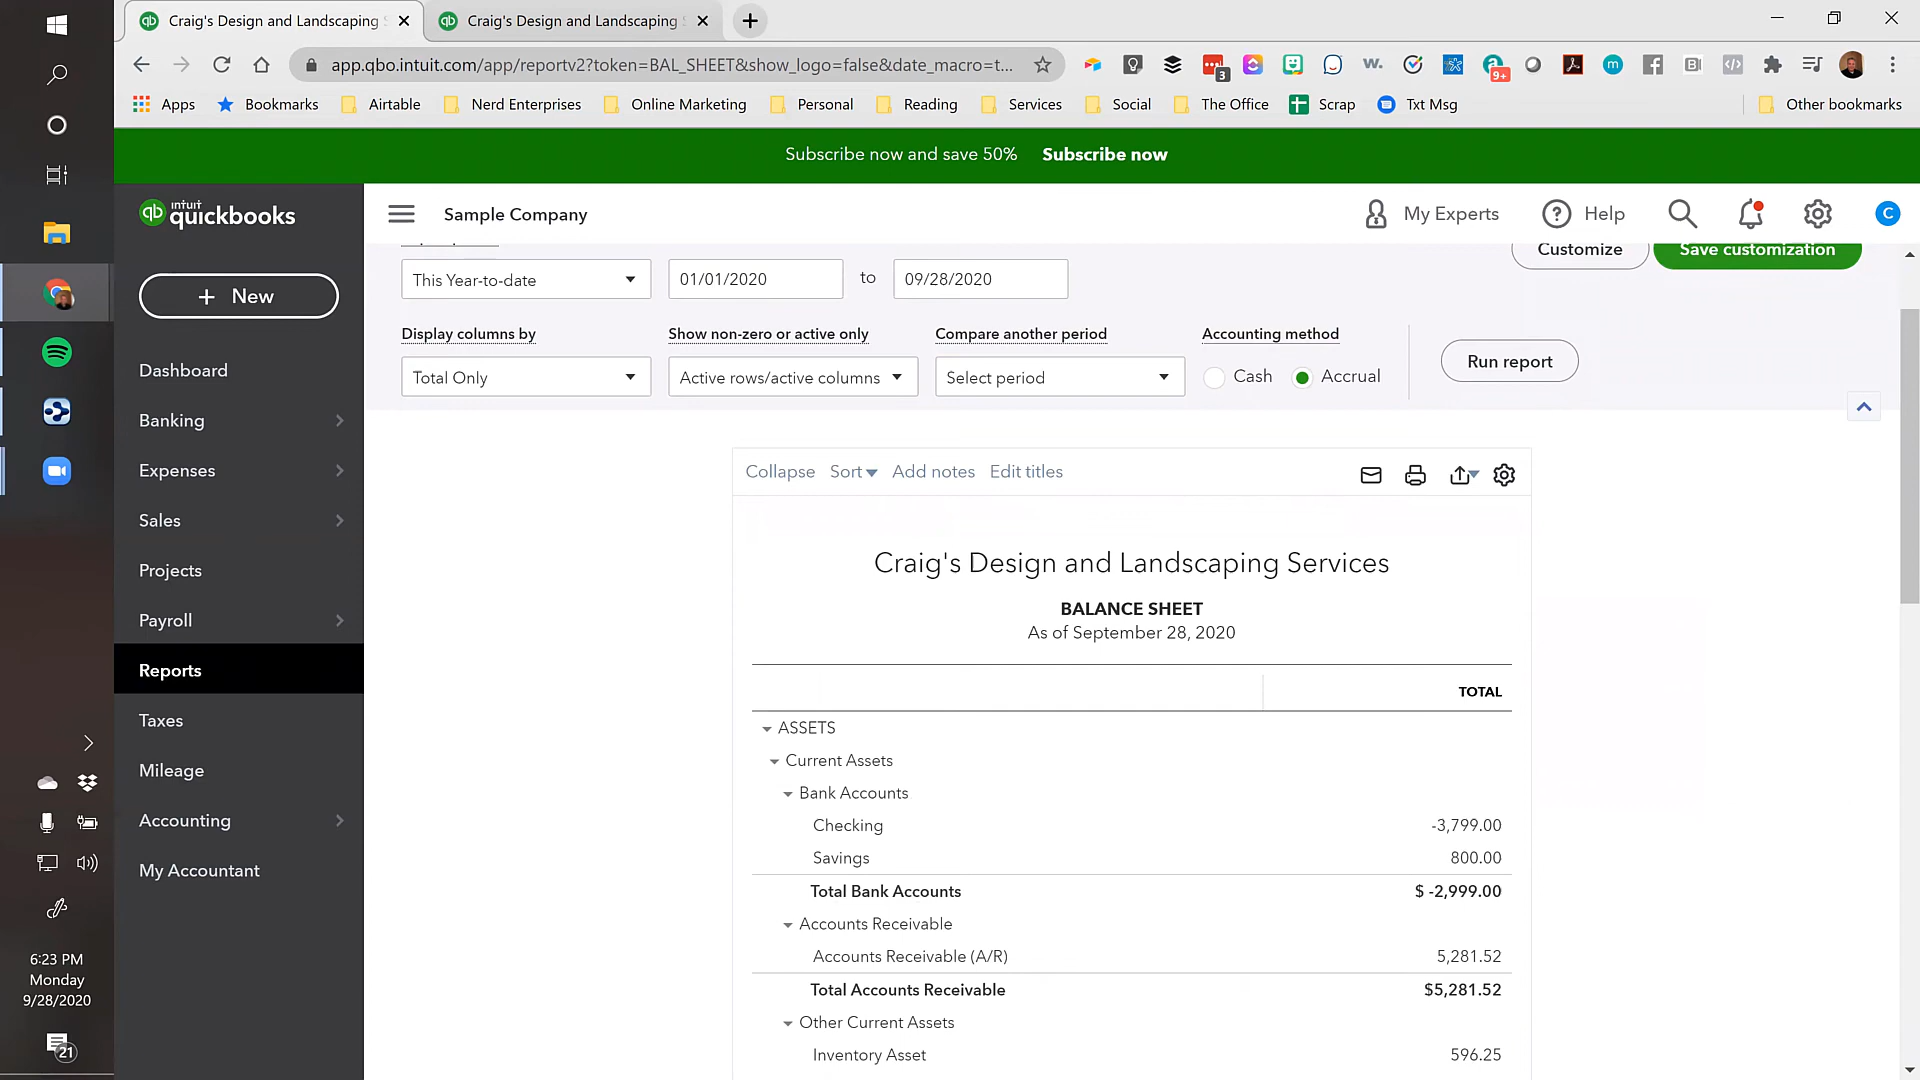 Craig's Design and Landscaping
Craig's Design and Landscaping
app.qbo.intuit.com/app/reportv2?token=BAL_SHEET&show_logo=false&date_macro=t...
3
9+
Apps
Bookmarks
Airtable
Nerd Enterprises
Online Marketing
Personal
Reading
Services
Social
The Office
Scrap
Txt Msg
Other bookmarks
Subscribe now and save 50% Subscribe now
intuit
quickbooks
Sample Company
My Experts
Help
C
Customize
Save customization
This Year-to-date
01/01/2020
to
09/28/2020
Display columns by
Show non-zero or active only
Compare another period
Accounting method
Total Only
Active rows/active columns
Select period
Cash
Accrual
Run report
+ New
Dashboard
Banking
Expenses
Sales
Projects
Payroll
Reports
Taxes
Mileage
Accounting
My Accountant
Collapse Sort Add notes Edit titles
Craig's Design and Landscaping Services
BALANCE SHEET
As of September 28, 2020
TOTAL
ASSETS
Current Assets
Bank Accounts
Checking -3,799.00
Savings 800.00
Total Bank Accounts $ -2,999.00
Accounts Receivable
Accounts Receivable (A/R) 5,281.52
Total Accounts Receivable $5,281.52
Other Current Assets
Inventory Asset 596.25
6:23 PM
Monday
9/28/2020
21